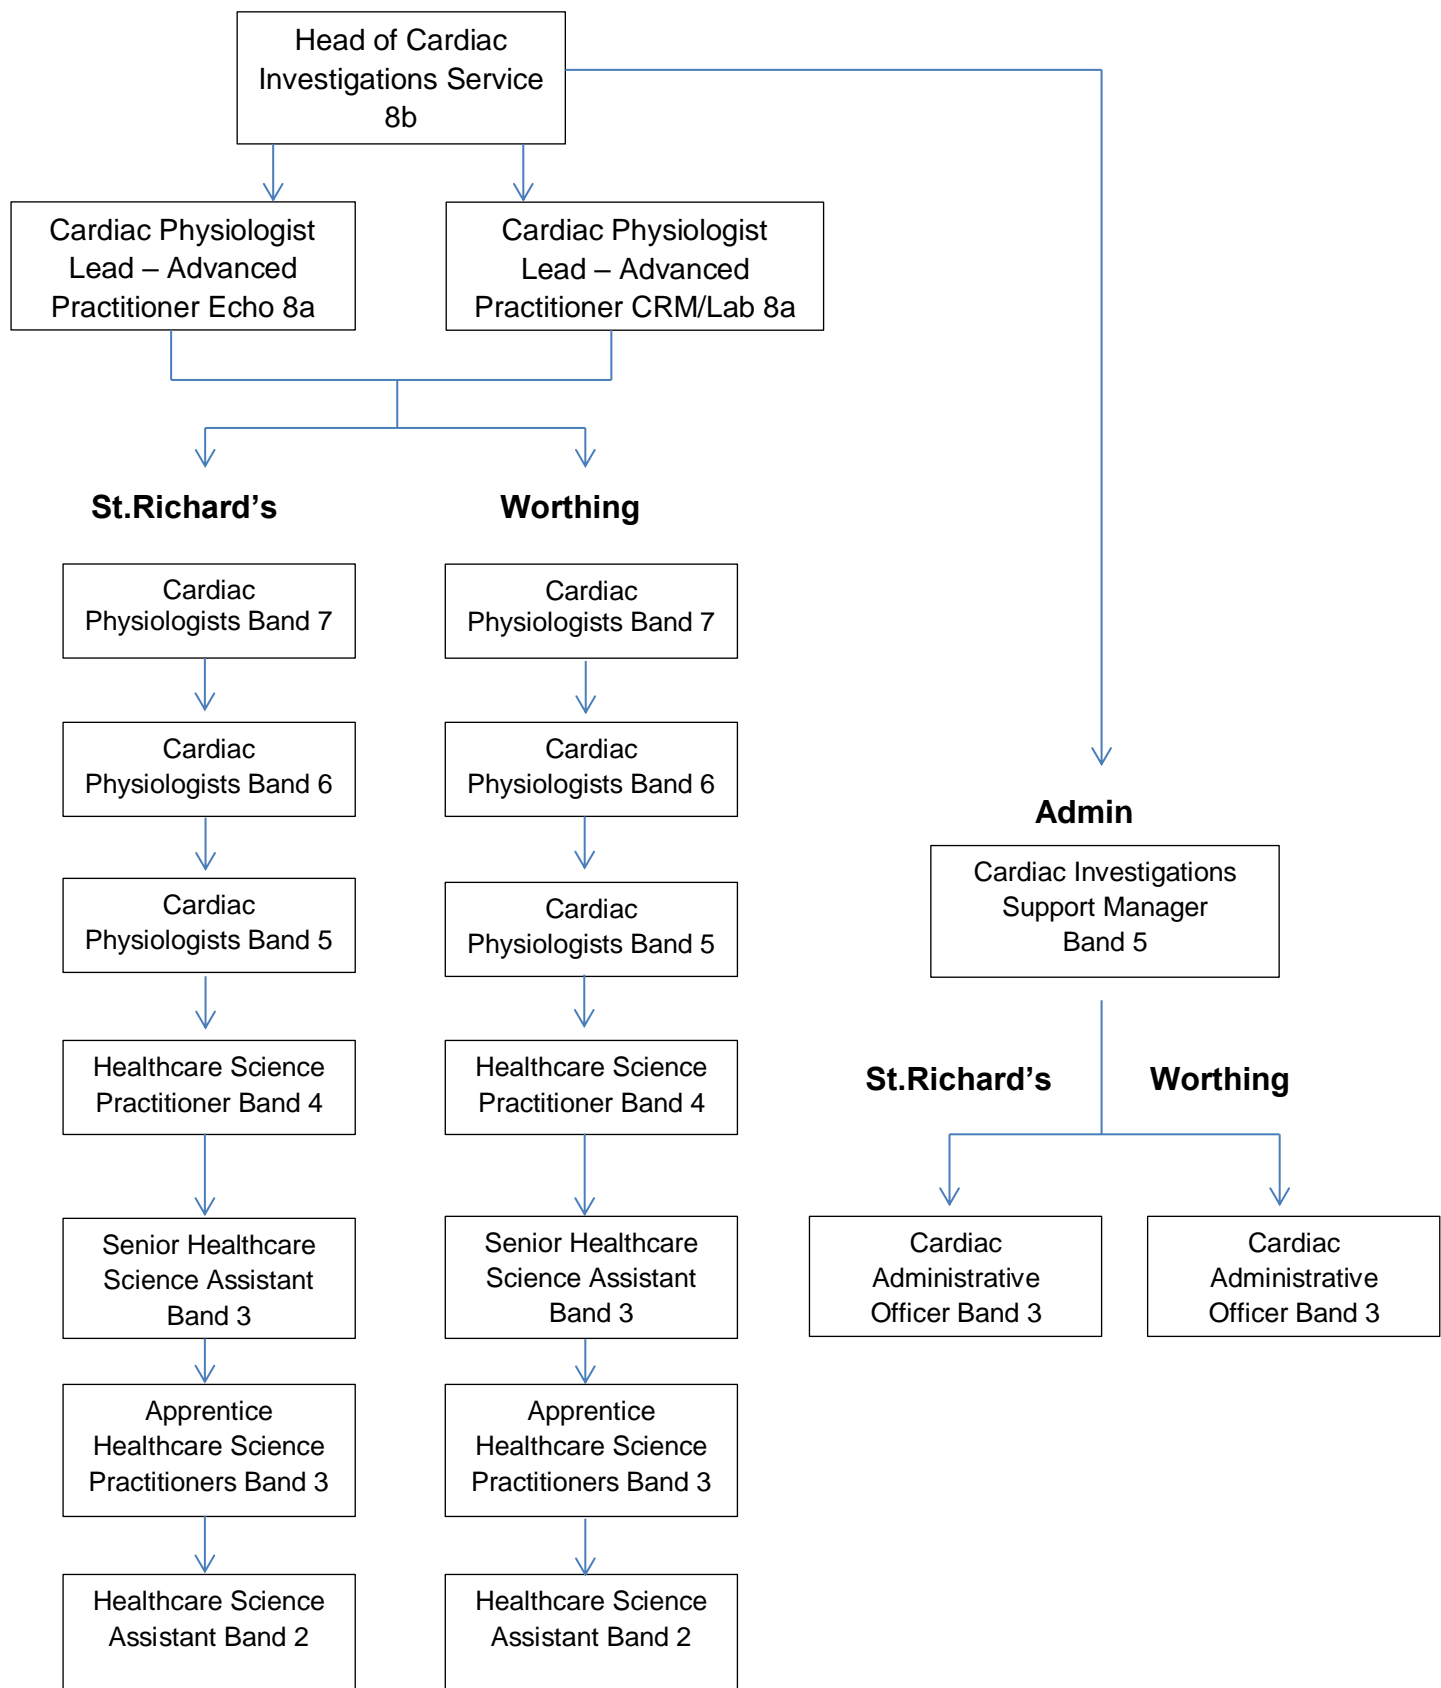 Head of Cardiac
Investigations Service
8b
Cardiac Physiologist
Lead – Advanced
Practitioner Echo 8a
Cardiac Physiologist
Lead – Advanced
Practitioner CRM/Lab 8a
St.Richard’s
Cardiac
Physiologists Band 7
Cardiac
Physiologists Band 6
Cardiac
Physiologists Band 5
Healthcare Science
Practitioner Band 4
Senior Healthcare
Science Assistant
Band 3
Apprentice
Healthcare Science
Practitioners Band 3
Healthcare Science
Assistant Band 2
Worthing
Cardiac
Physiologists Band 7
Cardiac
Physiologists Band 6
Cardiac
Physiologists Band 5
Healthcare Science
Practitioner Band 4
Senior Healthcare
Science Assistant
Band 3
Apprentice
Healthcare Science
Practitioners Band 3
Healthcare Science
Assistant Band 2
Admin
Cardiac Investigations
Support Manager
Band 5
St.Richard’s
Worthing
Cardiac
Administrative
Officer Band 3
Cardiac
Administrative
Officer Band 3